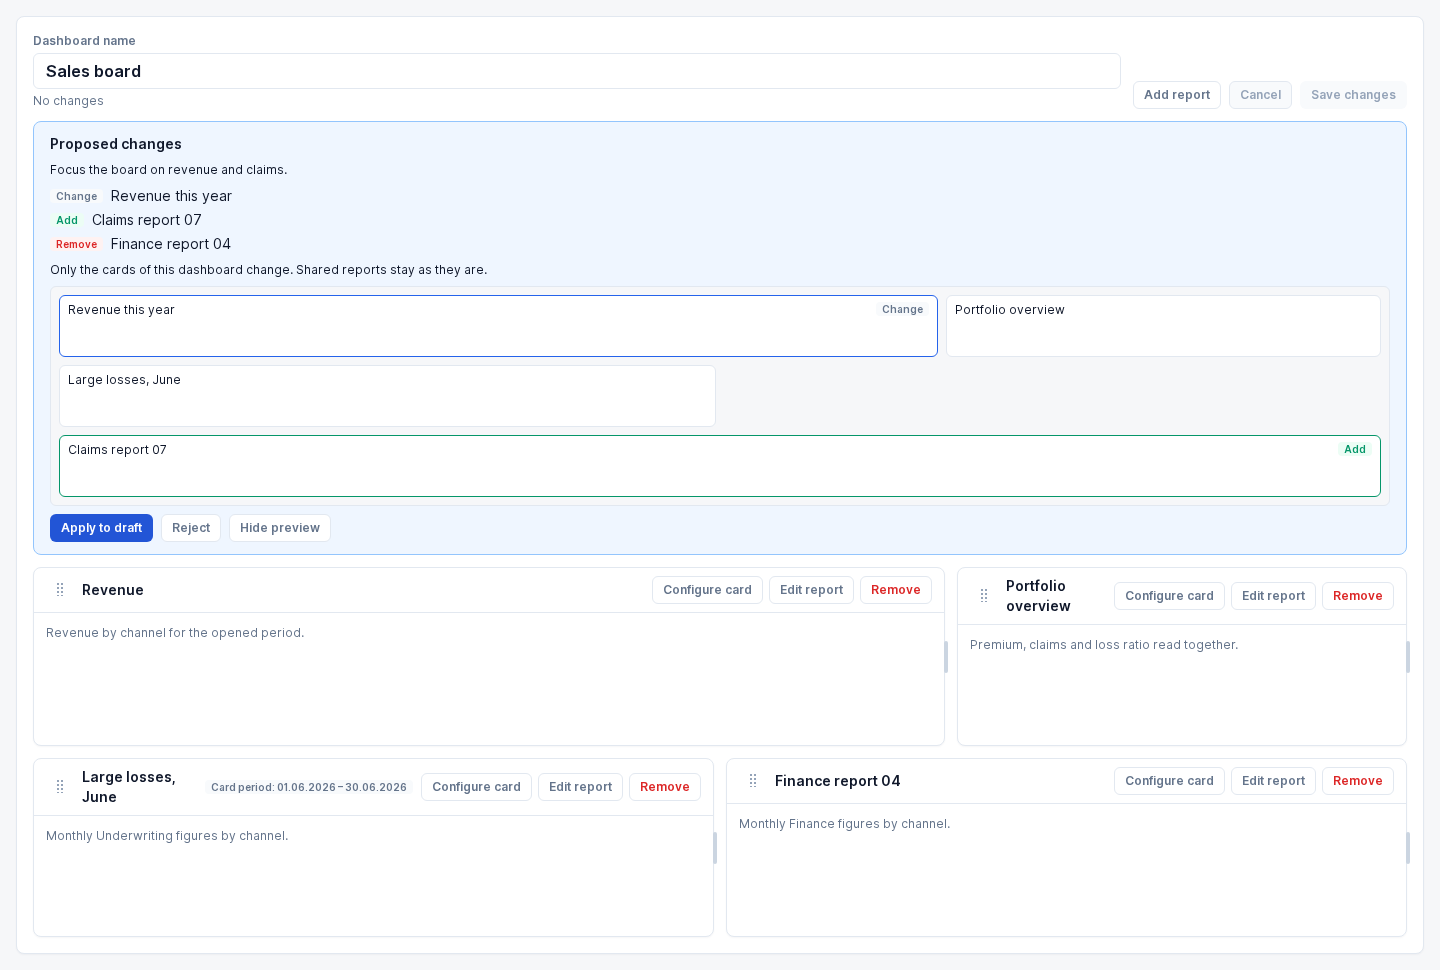 Dashboard name
Sales board
No changes
Add report
Cancel
Save changes
Proposed changes
Focus the board on revenue and claims.
Change Revenue this year
Add Claims report 07
Remove Finance report 04
Only the cards of this dashboard change. Shared reports stay as they are.
Revenue this year
Change
Portfolio overview
Large losses, June
Claims report 07
Add
Apply to draft
Reject
Hide preview
Revenue
Configure card
Edit report
Remove
Revenue by channel for the opened period.
Portfolio
overview
Configure card
Edit report
Remove
Premium, claims and loss ratio read together.
Large losses,
June
Card period: 01.06.2026 – 30.06.2026
Configure card
Edit report
Remove
Monthly Underwriting figures by channel.
Finance report 04
Configure card
Edit report
Remove
Monthly Finance figures by channel.